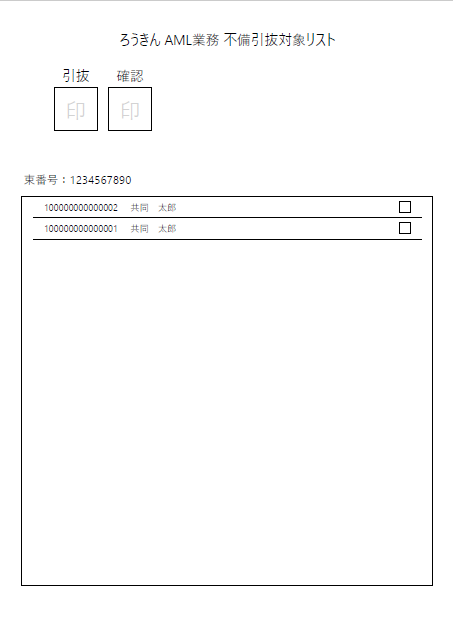 ろうきん AML業務 不備引抜対象リスト
引抜 確認
印 印
束番号：1234567890
100000000000002 共同 太郎
100000000000001 共同 太郎